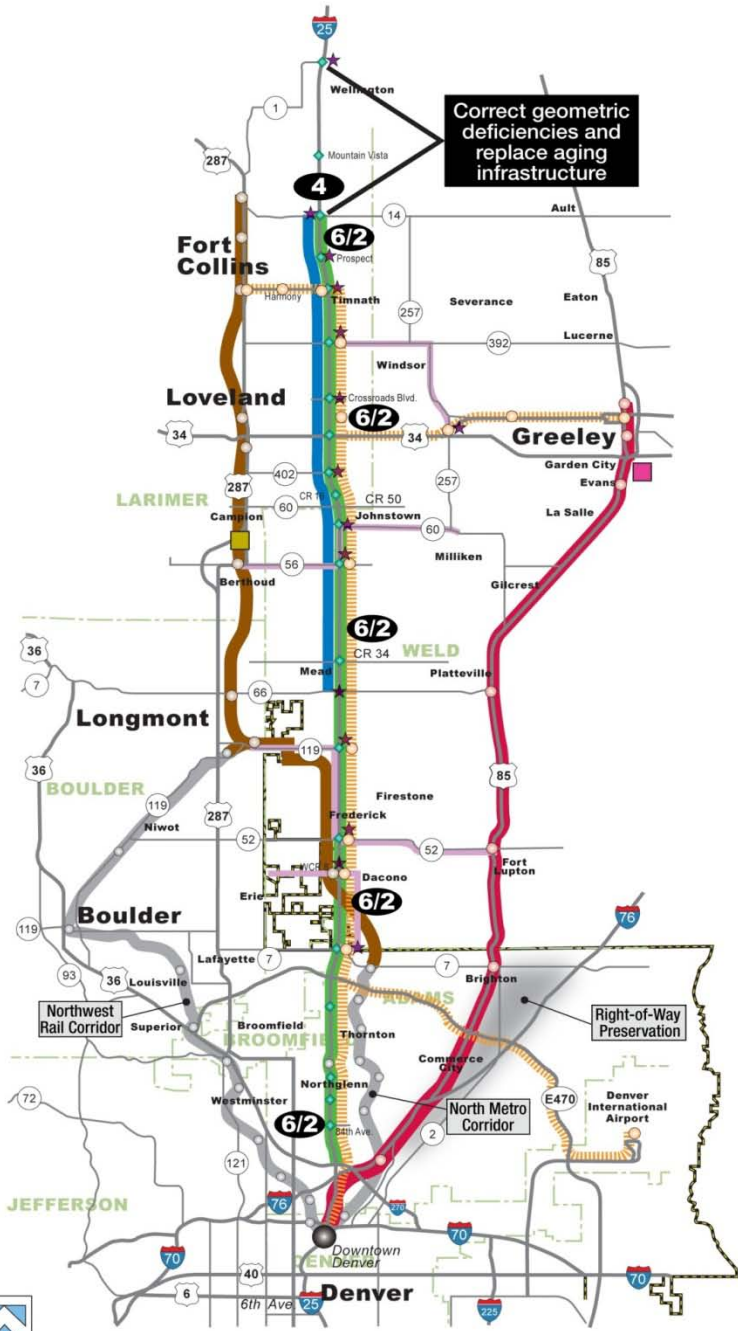 25
Wellington
1
Correct geometric
deficiencies and
replace aging
infrastructure
287
Mountain Vista
4
14
Ault
6/2
Fort
Collins
Prospect
85
Harmony
Timnath
257
Severance
Eaton
Lucerne
392
Windsor
Loveland
Crossroads Blvd.
6/2
34
34
Greeley
402
Garden City
287
257
Evans
LARIMER
CR 16
CR 50
60
La Salle
Campion
Johnstown
60
Milliken
56
Berthoud
Gilcrest
6/2
36
WELD
CR 34
7
Mead
Platteville
66
Longmont
119
36
85
BOULDER
119
Firestone
287
Frederick
Niwot
52
52
Fort
Lupton
WCR 8
Dacono
Erie
6/2
76
Boulder
119
Lafayette
7
7
93
36
Brighton
Louisville
ADAMS
Northwest
Rail Corridor
Superior
Broomfield
BROOMFI
Thornton
Right-of-Way
Preservation
Commerce
City
Northglenn
72
Westminster
E470
Denver
International
Airport
North Metro
Corridor
6/2
84th Ave.
2
121
JEFFERSON
76
270
70
70
Downtown
Denver
40
70
6
6th Ave
25
Denver
225